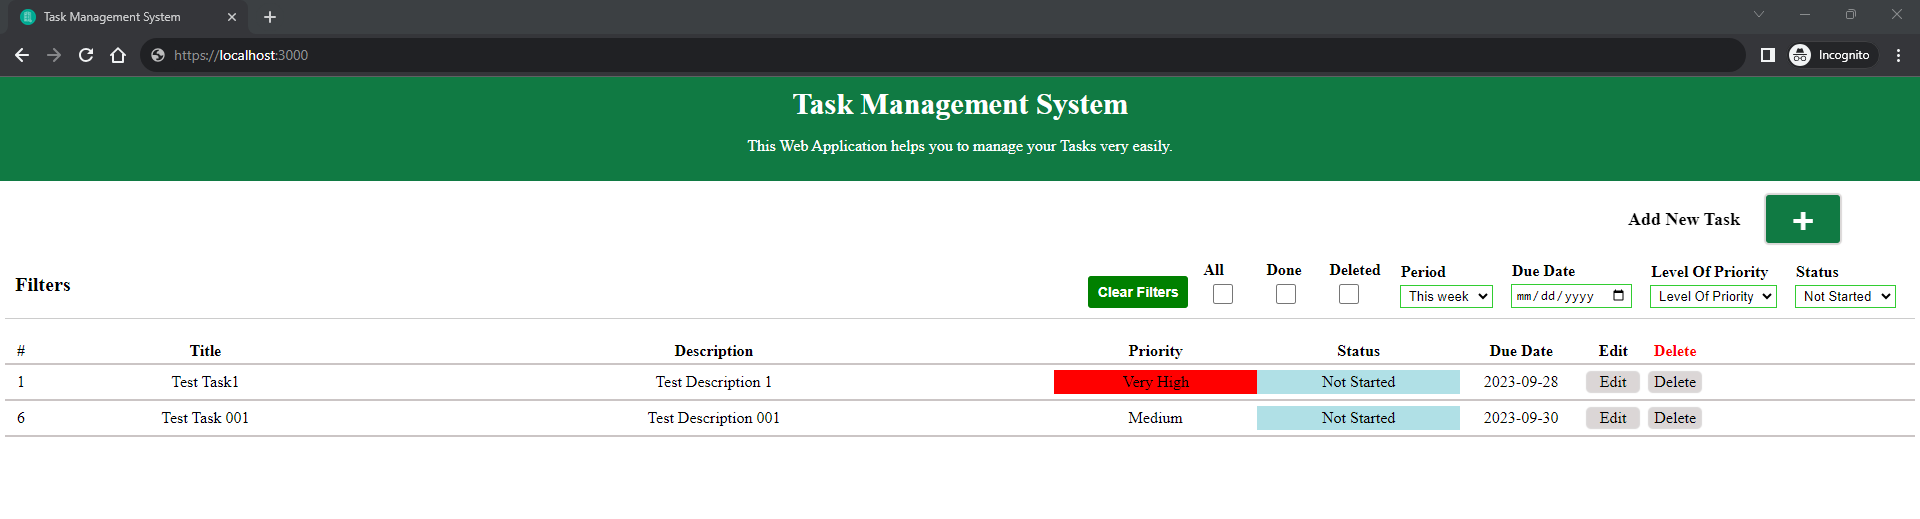 Task Management System
https://localhost:3000
Incognito
Task Management System
This Web Application helps you to manage your Tasks very easily.
Add New Task +
Filters Clear Filters All Done Deleted Period This week Due Date mm/dd/yyyy Level Of Priority Level Of Priority Status Not Started
# Title Description Priority Status Due Date Edit Delete
1 Test Task1 Test Description 1 Very High Not Started 2023-09-28 Edit Delete
6 Test Task 001 Test Description 001 Medium Not Started 2023-09-30 Edit Delete